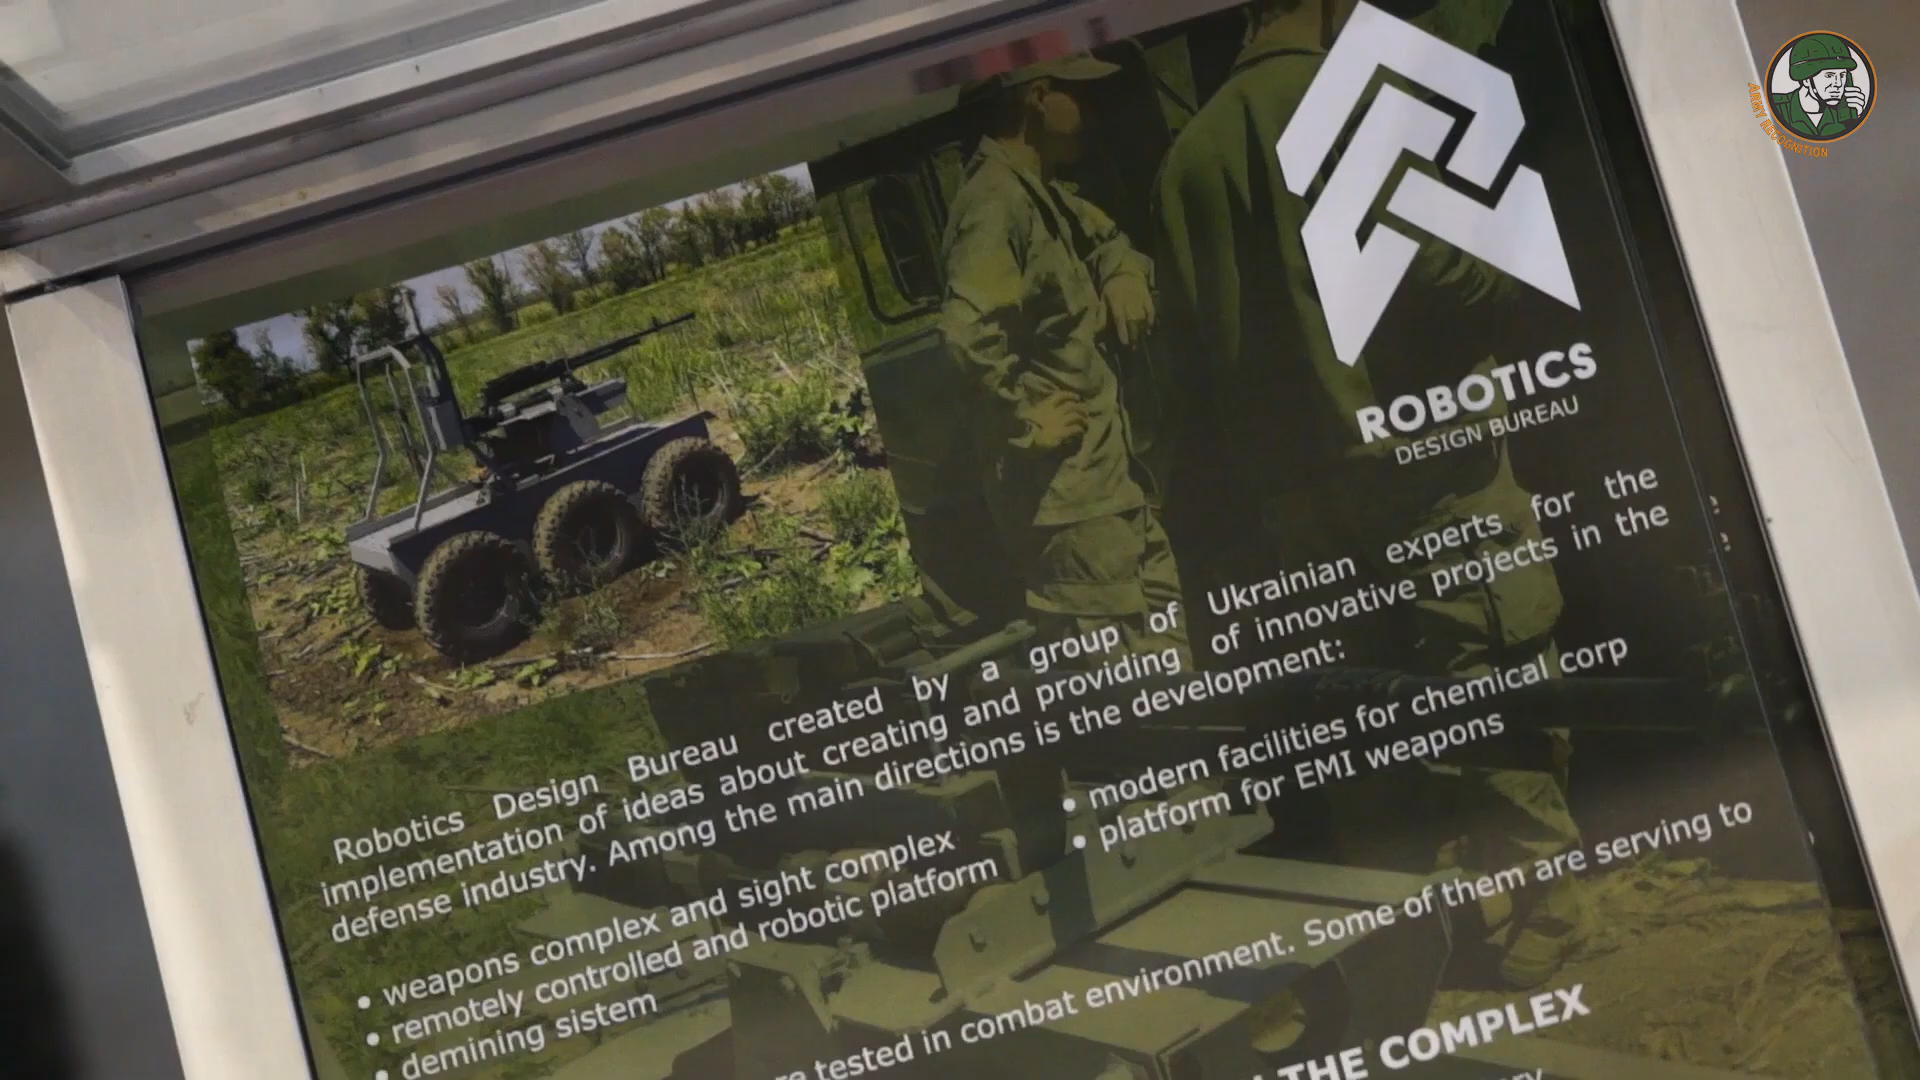 ARMY RECOGNITION
ROBOTICS
DESIGN BUREAU
Robotics Design Bureau created by a group of Ukrainian experts for the
implementation of ideas about creating and providing of innovative projects in the
defense industry. Among the main directions is the development:
• weapons complex and sight complex
• remotely controlled and robotic platform
• demining sistem
• modern facilities for chemical corp
• platform for EMI weapons
tested in combat environment. Some of them are serving to
THE COMPLEX